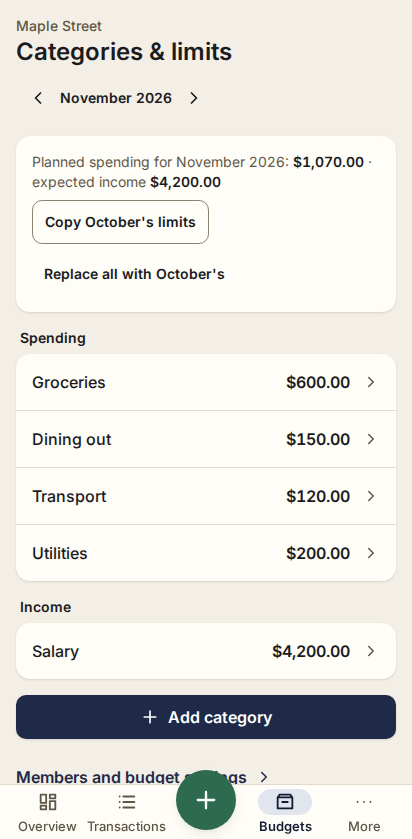 Maple Street
Categories & limits
November 2026
Planned spending for November 2026: $1,070.00 ·
expected income $4,200.00
Copy October's limits
Replace all with October's
Spending
Groceries $600.00
Dining out $150.00
Transport $120.00
Utilities $200.00
Income
Salary $4,200.00
Add category
Members and budget
Overview Transactions Budgets More